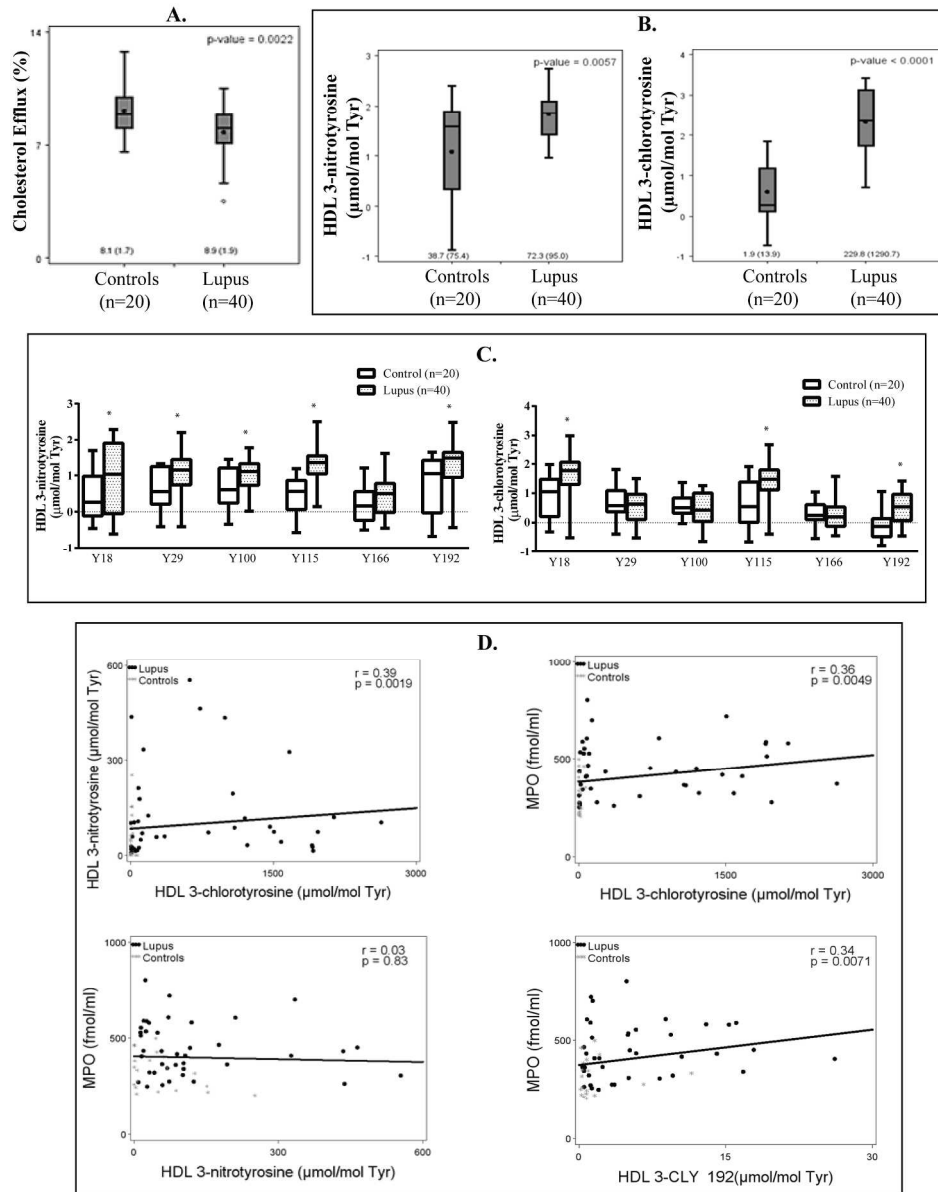 A.
14
p-value = 0.0022
Cholesterol Efflux (%)
7
0
8.1 (1.7)
8.9 (1.9)
Controls
(n=20)
Lupus
(n=40)
B.
3
p-value = 0.0057
HDL 3-nitrotyrosine
(µmol/mol Tyr)
2
1
0
-1
38.7 (75.4)
72.3 (95.0)
Controls
(n=20)
Lupus
(n=40)
4
p-value < 0.0001
HDL 3-chlorotyrosine
(µmol/mol Tyr)
3
2
1
0
-1
1.9 (13.9)
229.8 (1290.7)
Controls
(n=20)
Lupus
(n=40)
C.
Control (n=20)
Lupus (n=40)
HDL 3-nitrotyrosine
(µmol/mol Tyr)
3
2
1
0
-1
* * * * *
Y18 Y29 Y100 Y115 Y166 Y192
Control (n=20)
Lupus (n=40)
HDL 3-chlorotyrosine
(µmol/mol Tyr)
4
3
2
1
0
-1
* * *
Y18 Y29 Y100 Y115 Y166 Y192
D.
600
Lupus
Controls
r = 0.39
p = 0.0019
HDL 3-nitrotyrosine (µmol/mol Tyr)
300
0
0 1500 3000
HDL 3-chlorotyrosine (µmol/mol Tyr)
1000
Lupus
Controls
r = 0.36
p = 0.0049
MPO (fmol/ml)
500
0
0 1500 3000
HDL 3-chlorotyrosine (µmol/mol Tyr)
1000
Lupus
Controls
r = 0.03
p = 0.83
MPO (fmol/ml)
500
0
0 300 600
HDL 3-nitrotyrosine (µmol/mol Tyr)
1000
Lupus
Controls
r = 0.34
p = 0.0071
MPO (fmol/ml)
500
0
0 15 30
HDL 3-CLY 192(µmol/mol Tyr)